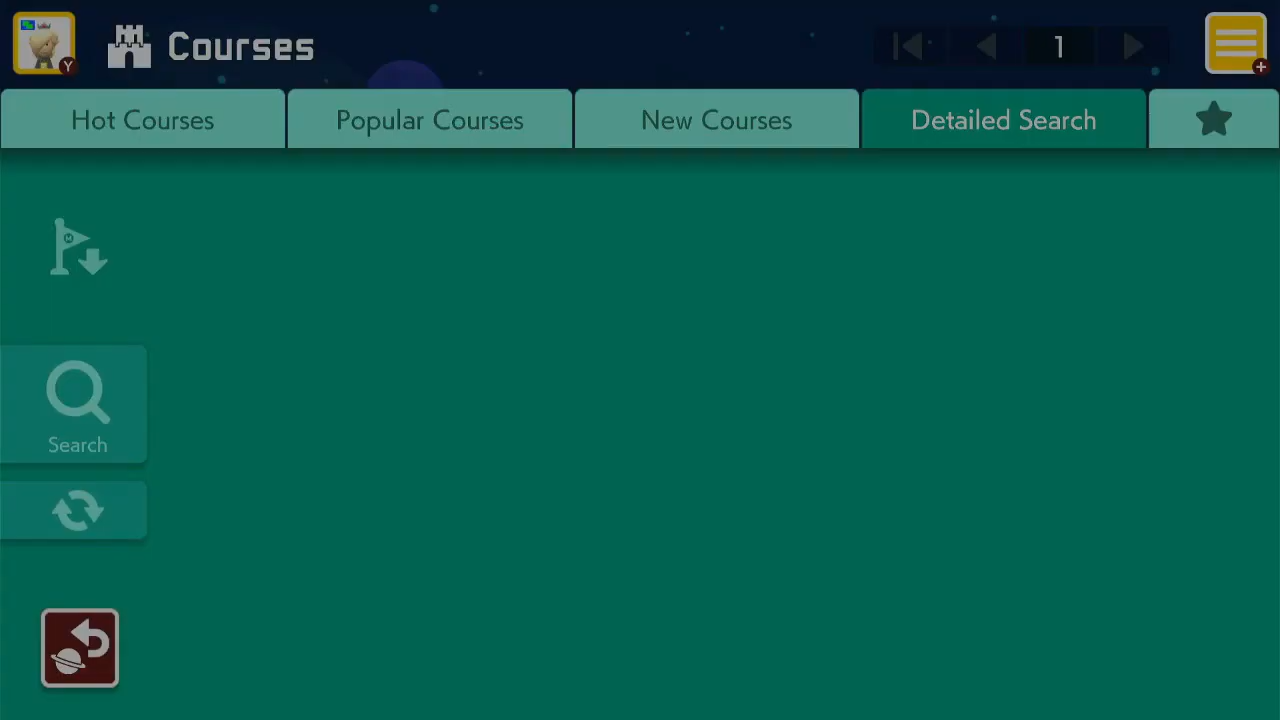 Y
Courses
1
+
Hot Courses
Popular Courses
New Courses
Detailed Search
M
Search